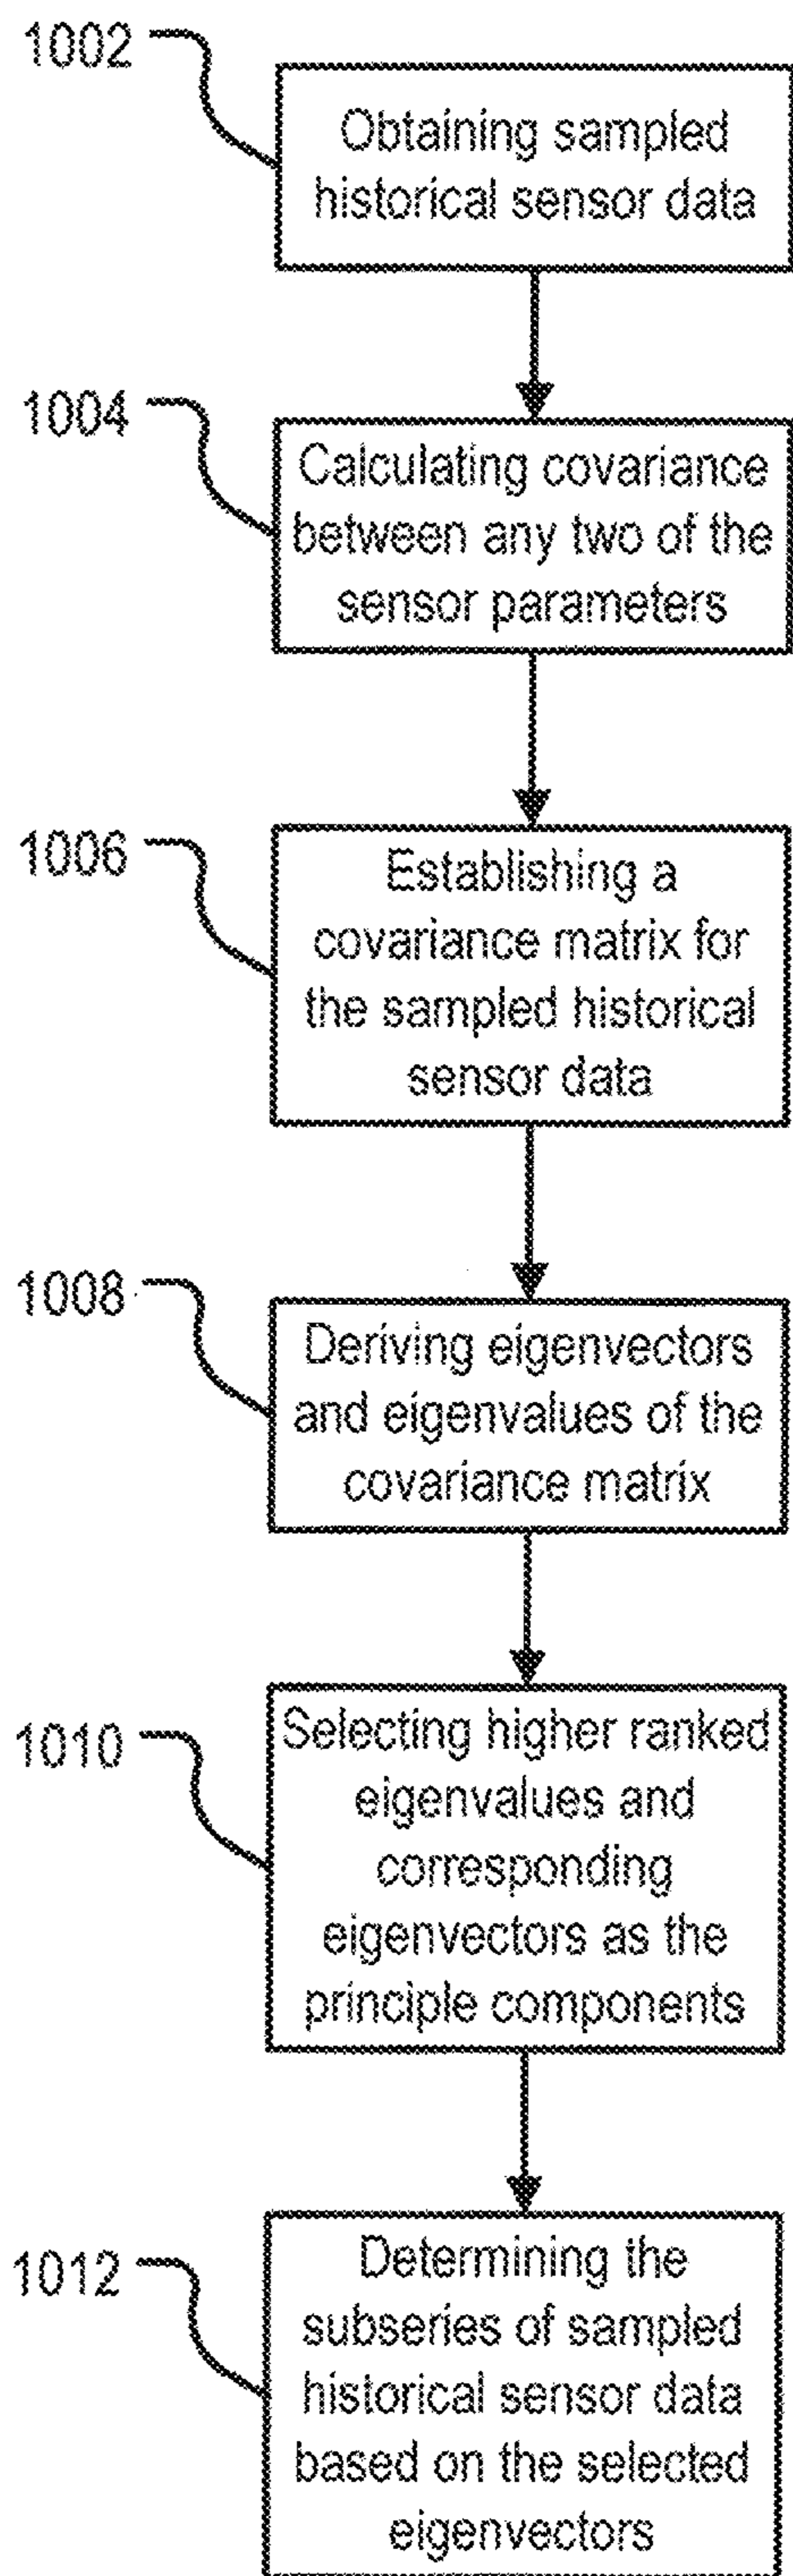 1002
Obtaining sampled
historical sensor data
1004
Calculating covariance
between any two of the
sensor parameters
1006
Establishing a
covariance matrix for
the sampled historical
sensor data
1008
Deriving eigenvectors
and eigenvalues of the
covariance matrix
1010
Selecting higher ranked
eigenvalues and
corresponding
eigenvectors as the
principle components
1012
Determining the
subseries of sampled
historical sensor data
based on the selected
eigenvectors